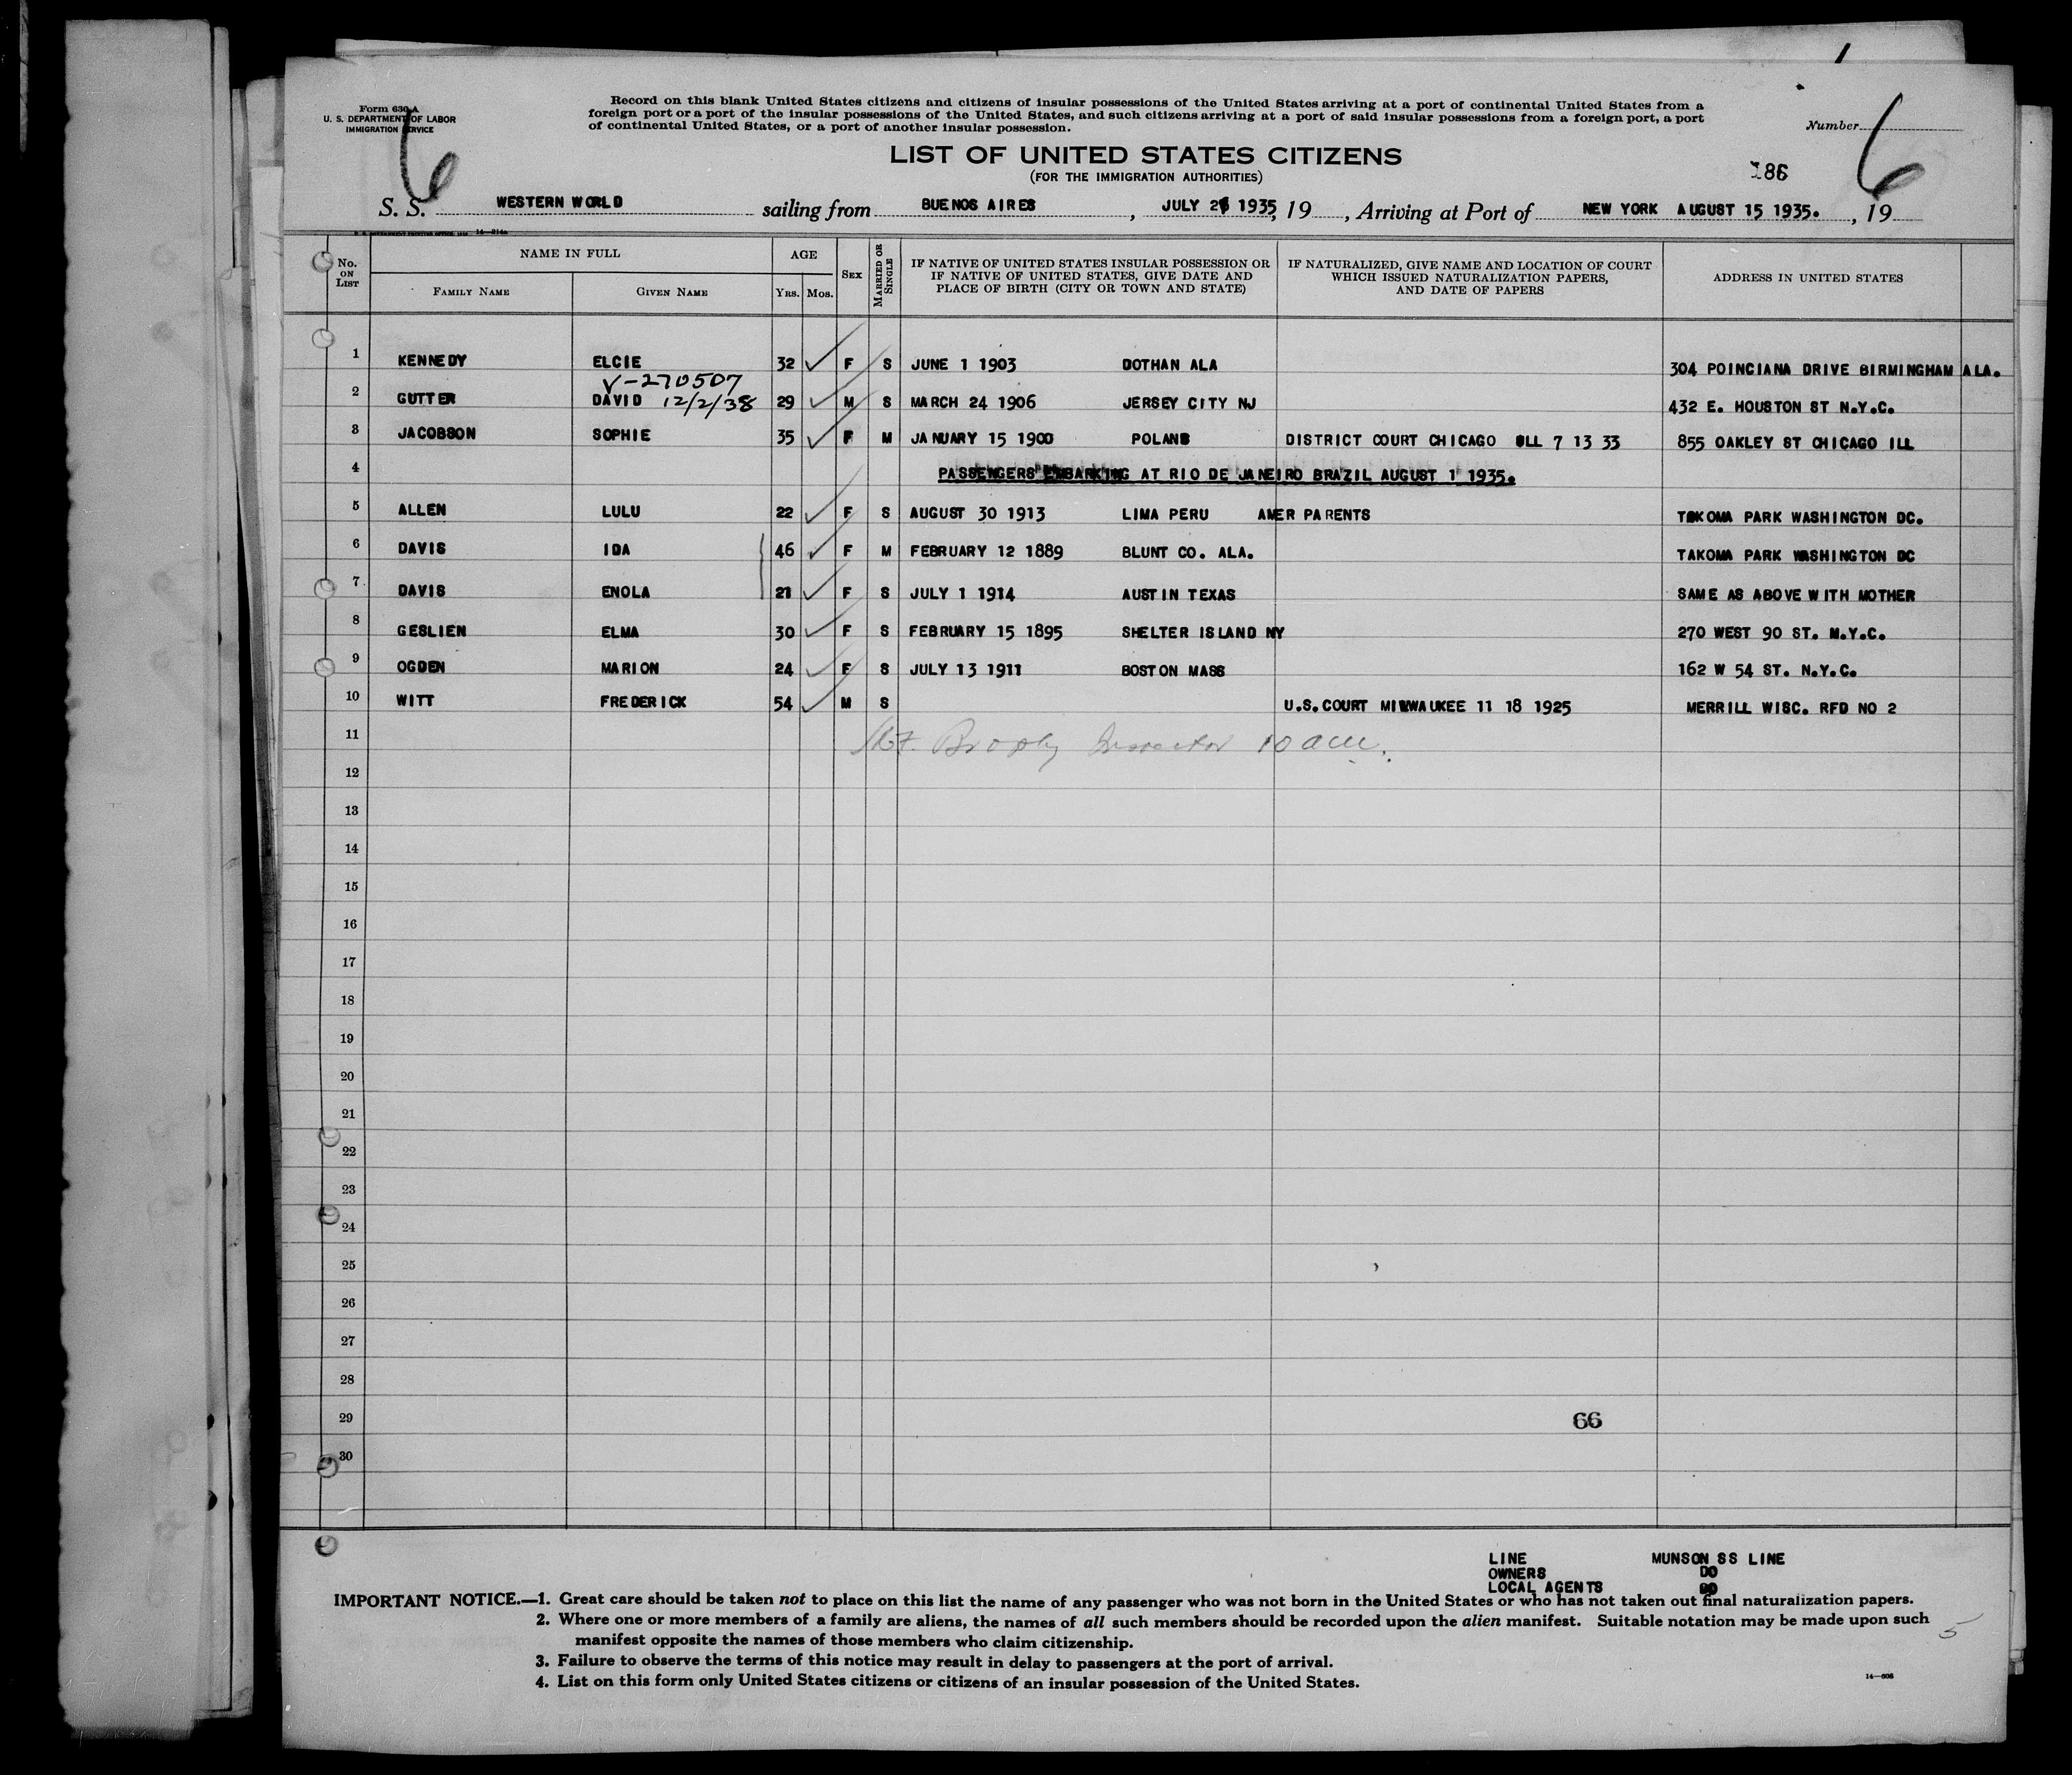 Form 630 A
U. S. DEPARTMENT OF LABOR
IMMIGRATION SERVICE
Record on this blank United States citizens and citizens of insular possessions of the United States arriving at a port of continental United States from a
foreign port or a port of the insular possessions of the United States, and such citizens arriving at a port of said insular possessions from a foreign port, a port
of continental United States, or a port of another insular possession.
Number
6
6
LIST OF UNITED STATES CITIZENS
(FOR THE IMMIGRATION AUTHORITIES)
186
S. S. WESTERN WORLD sailing from BUENOS AIRES, JULY 26 1935, 19 , Arriving at Port of NEW YORK AUGUST 15 1935. , 19
No. ON LIST NAME IN FULL AGE SEX MARRIED OR SINGLE IF NATIVE OF UNITED STATES INSULAR POSSESSION OR IF NATIVE OF UNITED STATES, GIVE DATE AND PLACE OF BIRTH (CITY OR TOWN AND STATE) IF NATURALIZED, GIVE NAME AND LOCATION OF COURT WHICH ISSUED NATURALIZATION PAPERS, AND DATE OF PAPERS ADDRESS IN UNITED STATES
FAMILY NAME GIVEN NAME YRS. MOS.
1 KENNEDY ELCIE 32 F S JUNE 1 1903 DOTHAN ALA 304 POINCIANA DRIVE BIRMINGHAM ALA.
V-270507
2 GUTTER DAVID 12/2/38 29 M S MARCH 24 1906 JERSEY CITY NJ 432 E. HOUSTON ST N.Y.C.
3 JACOBSON SOPHIE 35 F M JANUARY 15 1900 POLAND DISTRICT COURT CHICAGO ILL 7 13 33 855 OAKLEY ST CHICAGO ILL
4 PASSENGERS EMBARKING AT RIO DE JANEIRO BRAZIL AUGUST 1 1935.
5 ALLEN LULU 22 F S AUGUST 30 1913 LIMA PERU AMER PARENTS TAKOMA PARK WASHINGTON DC.
6 DAVIS IDA 46 F M FEBRUARY 12 1889 BLUNT CO. ALA. TAKOMA PARK WASHINGTON DC
7 DAVIS ENOLA 21 F S JULY 1 1914 AUSTIN TEXAS SAME AS ABOVE WITH MOTHER
8 GESLIEN ELMA 30 F S FEBRUARY 15 1895 SHELTER ISLAND NY 270 WEST 90 ST. N.Y.C.
9 OGDEN MARION 24 F S JULY 13 1911 BOSTON MASS 162 W 54 ST. N.Y.C.
10 WITT FREDERICK 54 M S U.S.COURT MILWAUKEE 11 18 1925 MERRILL WISC. RFD NO 2
11 Inspector 10 am.
12
13
14
15
16
17
18
19
20
21
22
23
24
25
26
27
28
29 66
30
LINE MUNSON SS LINE
OWNERS DO
LOCAL AGENTS DO
IMPORTANT NOTICE.—1. Great care should be taken not to place on this list the name of any passenger who was not born in the United States or who has not taken out final naturalization papers.
2. Where one or more members of a family are aliens, the names of all such members should be recorded upon the alien manifest. Suitable notation may be made upon such
manifest opposite the names of those members who claim citizenship.
5
3. Failure to observe the terms of this notice may result in delay to passengers at the port of arrival.
4. List on this form only United States citizens or citizens of an insular possession of the United States.
14—608